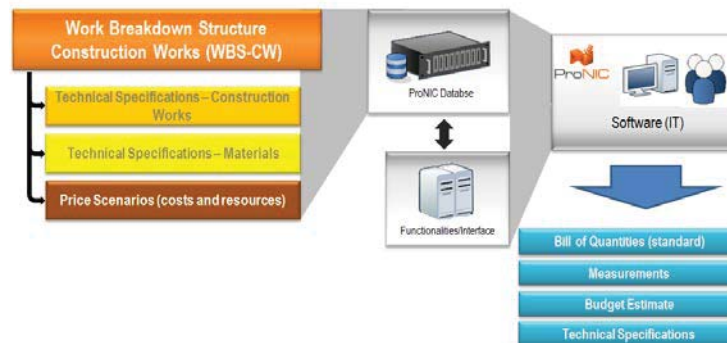 Work Breakdown Structure
Construction Works (WBS-CW)
Technical Specifications – Construction
Works
Technical Specifications – Materials
Price Scenarios (costs and resources)
ProNIC Databse
Functionalities/Interface
ProNIC
Software (IT)
Bill of Quantities (standard)
Measurements
Budget Estimate
Technical Specifications